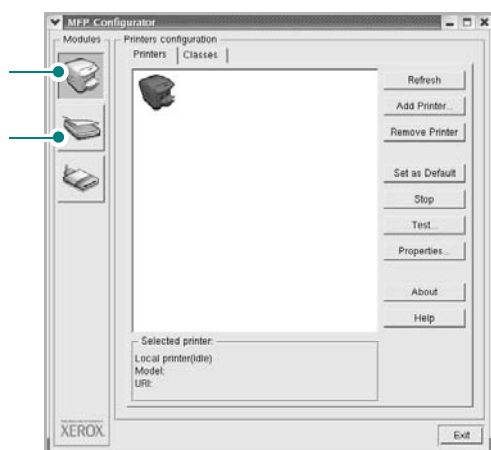 MFP Configurator
Modules
Printers configuration
Printers
Classes
Refresh
Add Printer...
Remove Printer
Set as Default
Stop
Test...
Properties...
About
Help
Selected printer:
Local printer(idle)
Model:
URI:
XEROX
Exit